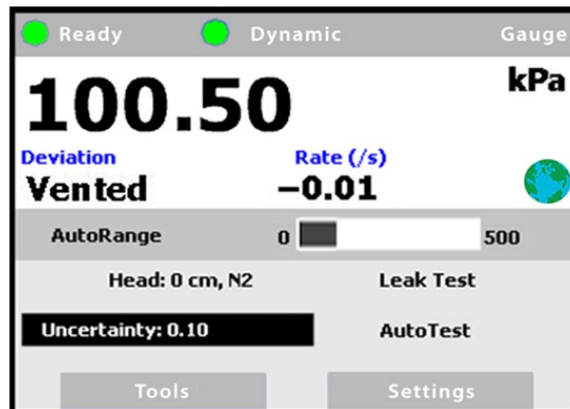 Ready Dynamic Gauge
100.50 kPa
Deviation Rate (/s)
Vented −0.01
AutoRange 0 500
Head: 0 cm, N2 Leak Test
Uncertainty: 0.10 AutoTest
Tools Settings